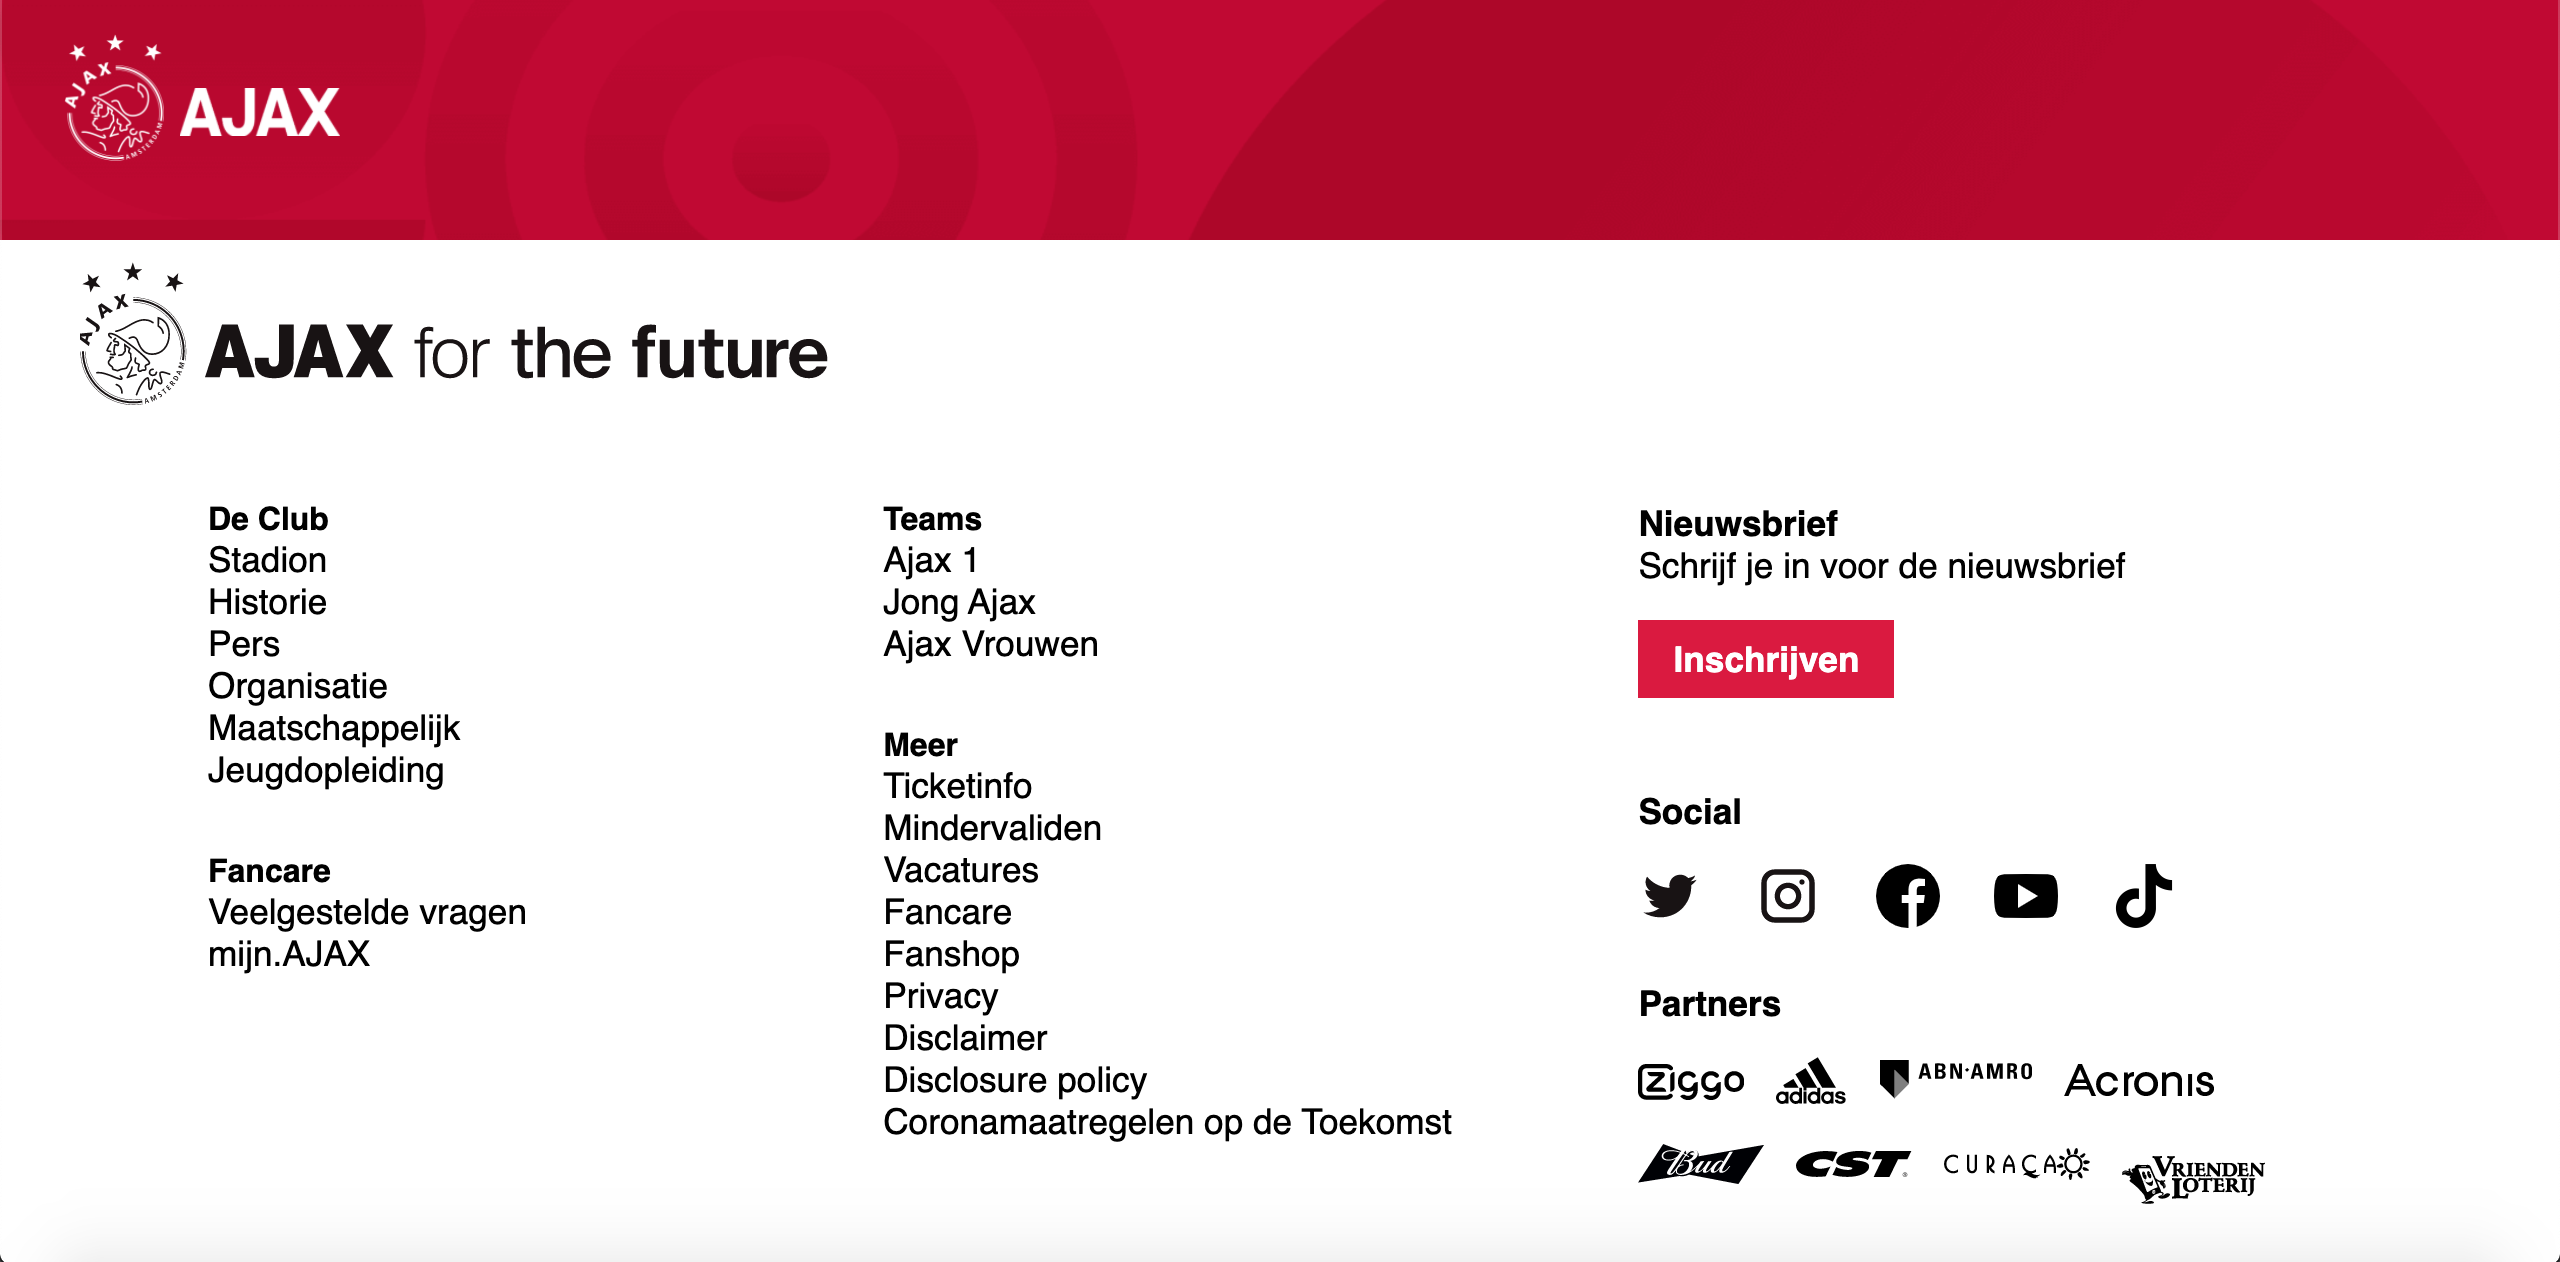 AJAX
AMSTERDAM
AJAX
AJAX
AMSTERDAM
AJAX for the future
De Club
Stadion
Historie
Pers
Organisatie
Maatschappelijk
Jeugdopleiding
Fancare
Veelgestelde vragen
mijn.AJAX
Teams
Ajax 1
Jong Ajax
Ajax Vrouwen
Meer
Ticketinfo
Mindervaliden
Vacatures
Fancare
Fanshop
Privacy
Disclaimer
Disclosure policy
Coronamaatregelen op de Toekomst
Nieuwsbrief
Schrijf je in voor de nieuwsbrief
Inschrijven
Social
Partners
Ziggo adidas ABN·AMRO Acronis
Bud CST® CURAÇAO VRIENDEN
LOTERIJ